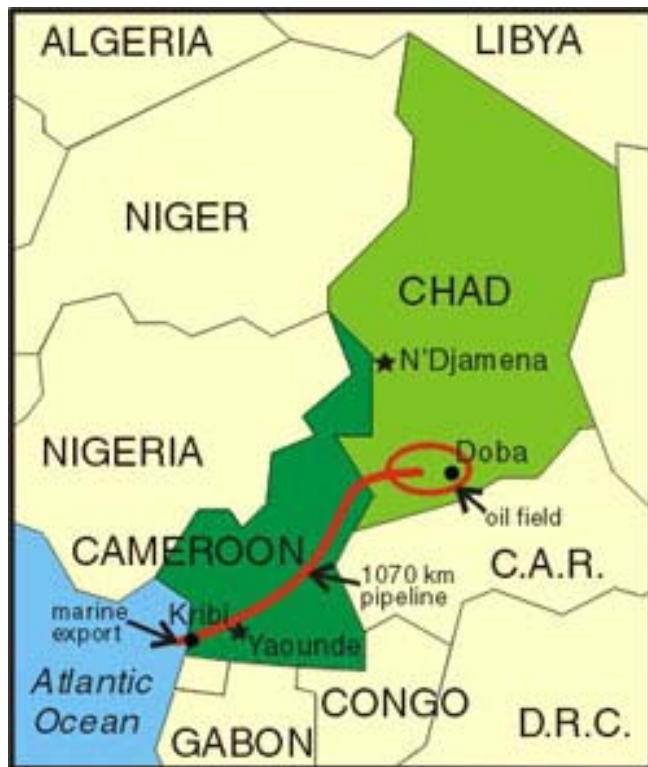 ALGERIA
LIBYA
NIGER
CHAD
N'Djamena
NIGERIA
Doba
oil field
CAMEROON
1070 km
pipeline
C.A.R.
marine
export
Kribi
Yaounde
Atlantic
Ocean
CONGO
D.R.C.
GABON